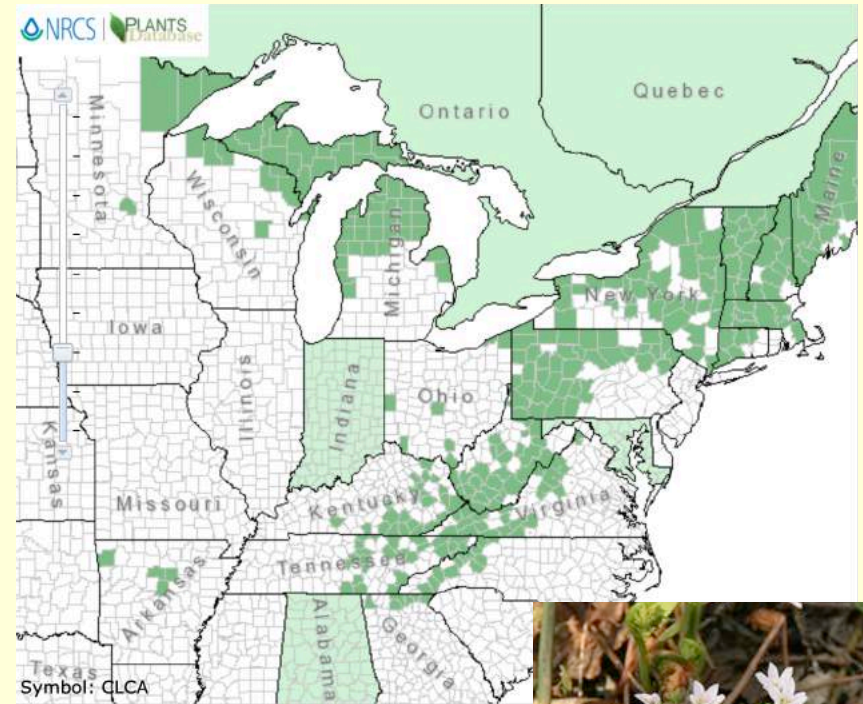 NRCS | PLANTS
Database
Quebec
Ontario
Minnesota
Wisconsin
Michigan
Maine
New York
Iowa
Illinois
Indiana
Ohio
Kansas
Missouri
Kentucky
Virginia
Tennessee
Arkansas
Alabama
Georgia
Texas
Symbol: CLCA